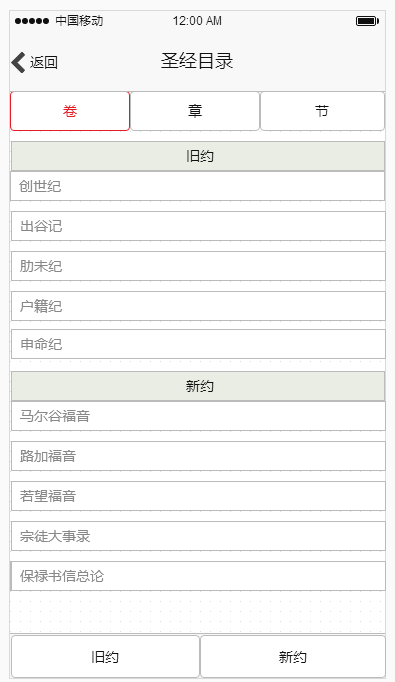 中国移动 12:00 AM
返回 圣经目录
卷 章 节
旧约
创世纪
出谷记
肋未纪
户籍纪
申命纪
新约
马尔谷福音
路加福音
若望福音
宗徒大事录
保禄书信总论
旧约 新约